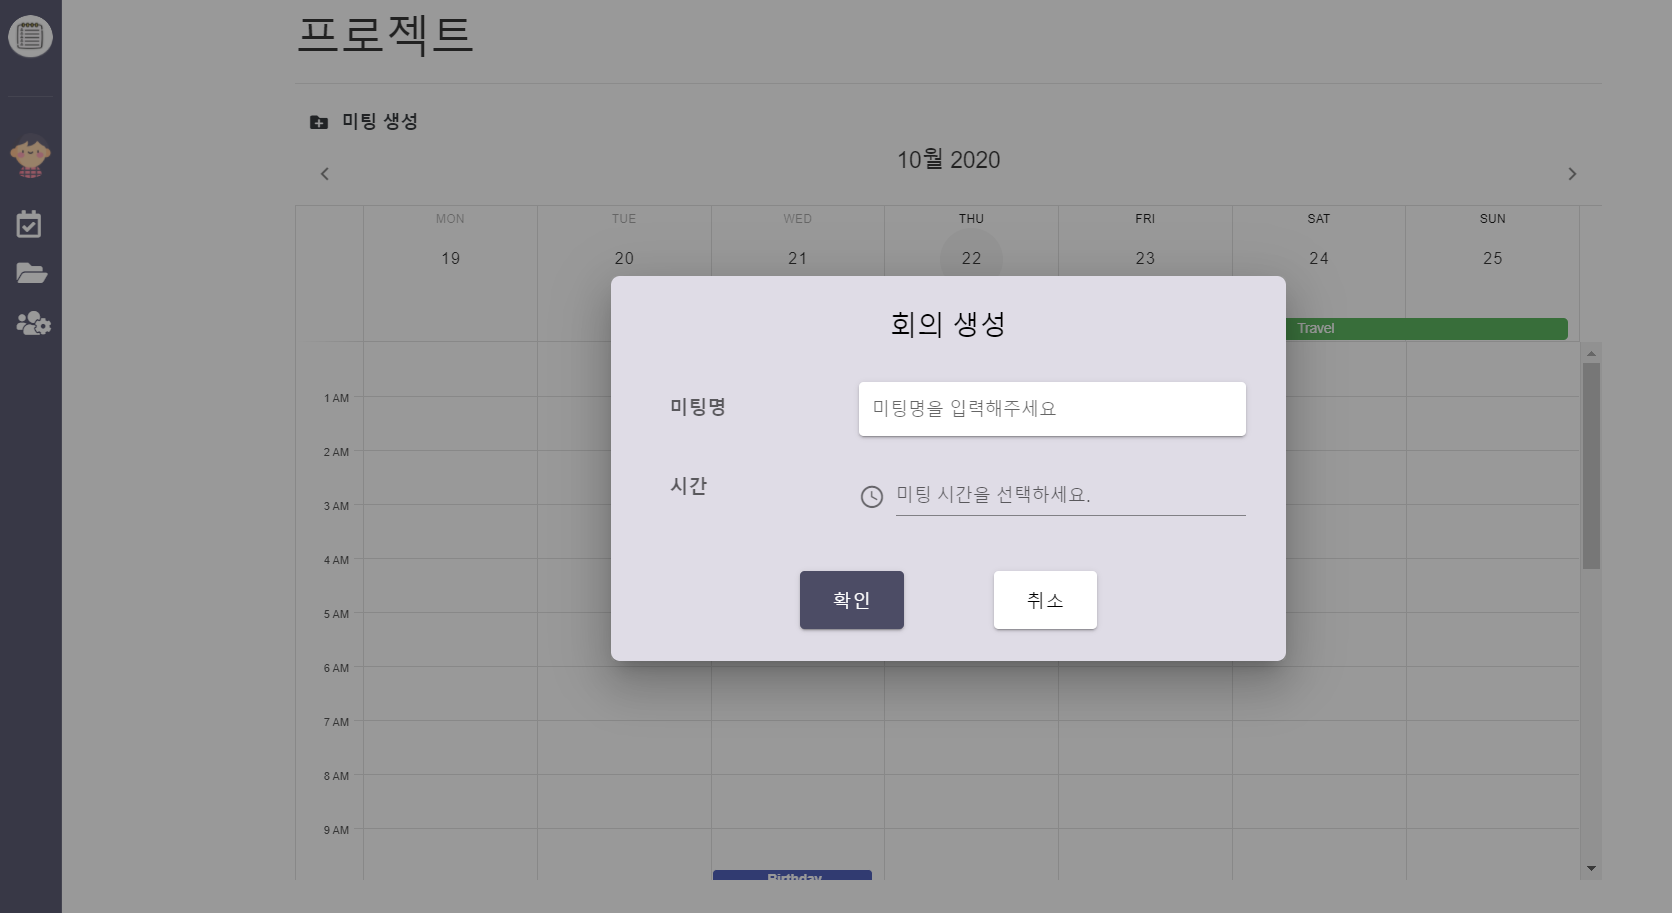 프로젝트
미팅 생성
10월 2020
MON TUE WED THU FRI SAT SUN
19 20 21 22 23 24 25
Travel
회의 생성
미팅명 미팅명을 입력해주세요
시간 미팅 시간을 선택하세요.
확인 취소
1 AM
2 AM
3 AM
4 AM
5 AM
6 AM
7 AM
8 AM
9 AM
Birthday